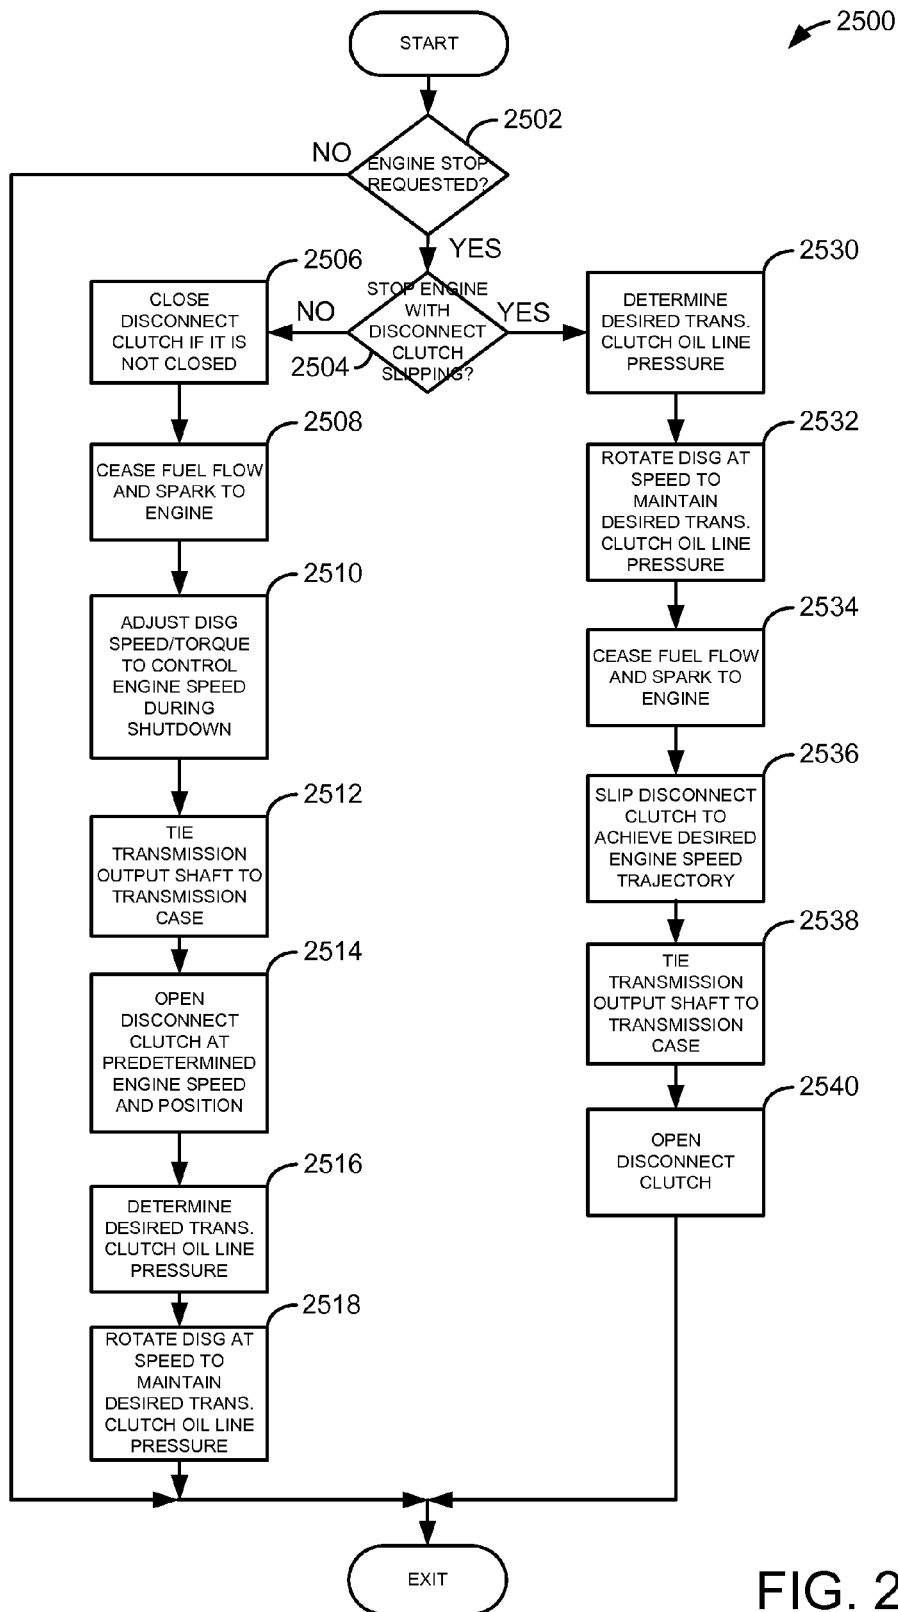 START
2500
2502
ENGINE STOP
REQUESTED?
NO
YES
2504
STOP ENGINE
WITH
DISCONNECT
CLUTCH
SLIPPING?
NO
YES
2506
CLOSE
DISCONNECT
CLUTCH IF IT IS
NOT CLOSED
2508
CEASE FUEL FLOW
AND SPARK TO
ENGINE
2510
ADJUST DISG
SPEED/TORQUE
TO CONTROL
ENGINE SPEED
DURING
SHUTDOWN
2512
TIE
TRANSMISSION
OUTPUT SHAFT TO
TRANSMISSION
CASE
2514
OPEN
DISCONNECT
CLUTCH AT
PREDETERMINED
ENGINE SPEED
AND POSITION
2516
DETERMINE
DESIRED TRANS.
CLUTCH OIL LINE
PRESSURE
2518
ROTATE DISG AT
SPEED TO
MAINTAIN
DESIRED TRANS.
CLUTCH OIL LINE
PRESSURE
2530
DETERMINE
DESIRED TRANS.
CLUTCH OIL LINE
PRESSURE
2532
ROTATE DISG AT
SPEED TO
MAINTAIN
DESIRED TRANS.
CLUTCH OIL LINE
PRESSURE
2534
CEASE FUEL FLOW
AND SPARK TO
ENGINE
2536
SLIP DISCONNECT
CLUTCH TO
ACHIEVE DESIRED
ENGINE SPEED
TRAJECTORY
2538
TIE
TRANSMISSION
OUTPUT SHAFT TO
TRANSMISSION
CASE
2540
OPEN
DISCONNECT
CLUTCH
EXIT
FIG. 2